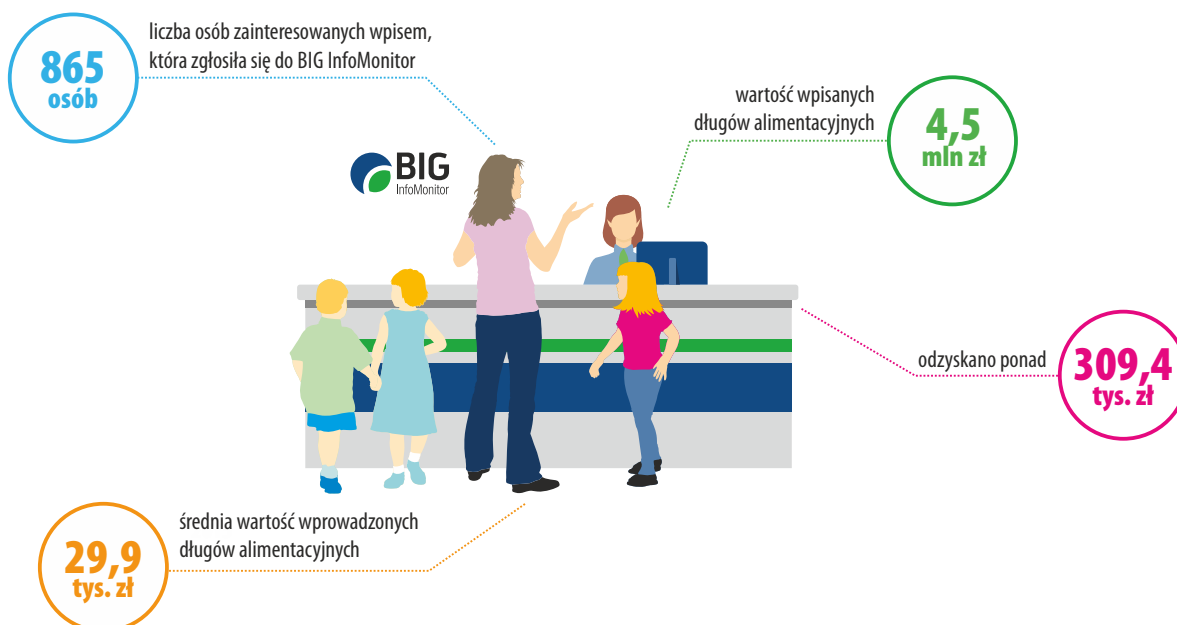 865
osób
liczba osób zainteresowanych wpisem,
która zgłosiła się do BIG InfoMonitor
wartość wpisanych
długów alimentacyjnych
4,5
mln zł
BIG
InfoMonitor
odzyskano ponad
309,4
tys. zł
29,9
tys. zł
średnia wartość wprowadzonych
długów alimentacyjnych